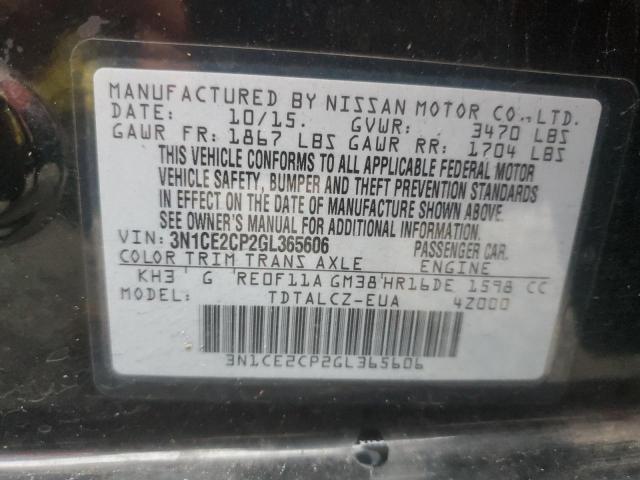 MANUFACTURED BY NISSAN MOTOR CO., LTD.
DATE: 10/15. GVWR: 3470 LBS
GAWR FR: 1867 LBS GAWR RR: 1704 LBS
THIS VEHICLE CONFORMS TO ALL APPLICABLE FEDERAL MOTOR
VEHICLE SAFETY, BUMPER AND THEFT PREVENTION STANDARDS
IN EFFECT ON THE DATE OF MANUFACTURE SHOWN ABOVE.
SEE OWNER'S MANUAL FOR ADDITIONAL INFORMATION.
VIN: 3N1CE2CP2GL365606 PASSENGER CAR.
COLOR TRIM TRANS AXLE ENGINE
KH3 G RE0F11A GM38 HR16DE 1598 CC
MODEL: TDTALCZ-EUA 4Z000
3N1CE2CP2GL365606